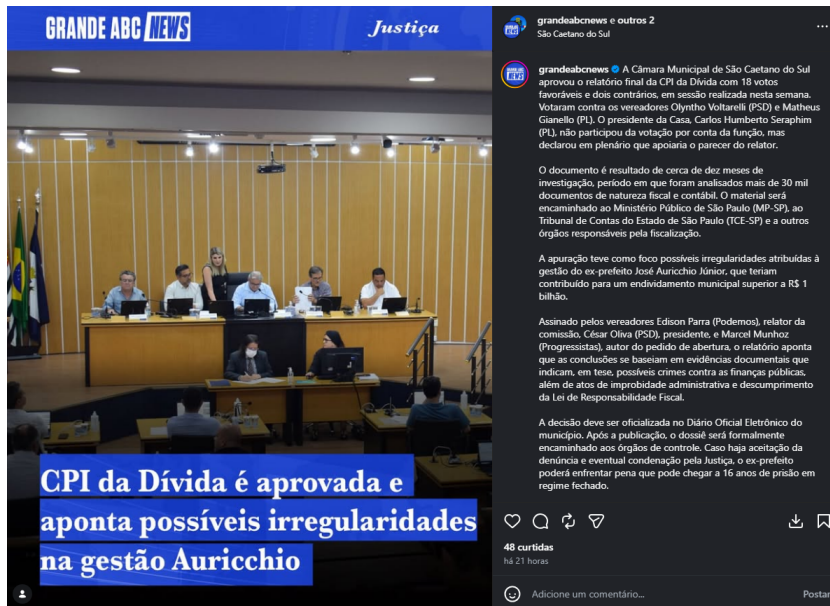 GRANDE ABC NEWS
Justiça
CPI da Dívida é aprovada e
aponta possíveis irregularidades
na gestão Auricchio
grandeabcnews e outros 2
São Caetano do Sul
grandeabcnews A Câmara Municipal de São Caetano do Sul
aprovou o relatório final da CPI da Dívida com 18 votos
favoráveis e dois contrários, em sessão realizada nesta semana.
Votaram contra os vereadores Olyntho Voltarelli (PSD) e Matheus
Gianello (PL). O presidente da Casa, Carlos Humberto Seraphim
(PL), não participou da votação por conta da função, mas
declarou em plenário que apoiaria o parecer do relator.
O documento é resultado de cerca de dez meses de
investigação, período em que foram analisados mais de 30 mil
documentos de natureza fiscal e contábil. O material será
encaminhado ao Ministério Público de São Paulo (MP-SP), ao
Tribunal de Contas do Estado de São Paulo (TCE-SP) e a outros
órgãos responsáveis pela fiscalização.
A apuração teve como foco possíveis irregularidades atribuídas à
gestão do ex-prefeito José Auricchio Júnior, que teriam
contribuído para um endividamento municipal superior a R$ 1
bilhão.
Assinado pelos vereadores Edison Parra (Podemos), relator da
comissão, César Oliva (PSD), presidente, e Marcel Munhoz
(Progressistas), autor do pedido de abertura, o relatório aponta
que as conclusões se baseiam em evidências documentais que
indicam, em tese, possíveis crimes contra as finanças públicas,
além de atos de improbidade administrativa e descumprimento
da Lei de Responsabilidade Fiscal.
A decisão deve ser oficializada no Diário Oficial Eletrônico do
município. Após a publicação, o dossiê será formalmente
encaminhado aos órgãos de controle. Caso haja aceitação da
denúncia e eventual condenação pela Justiça, o ex-prefeito
poderá enfrentar pena que pode chegar a 16 anos de prisão em
regime fechado.
48 curtidas
há 21 horas
Adicione um comentário...
Postar